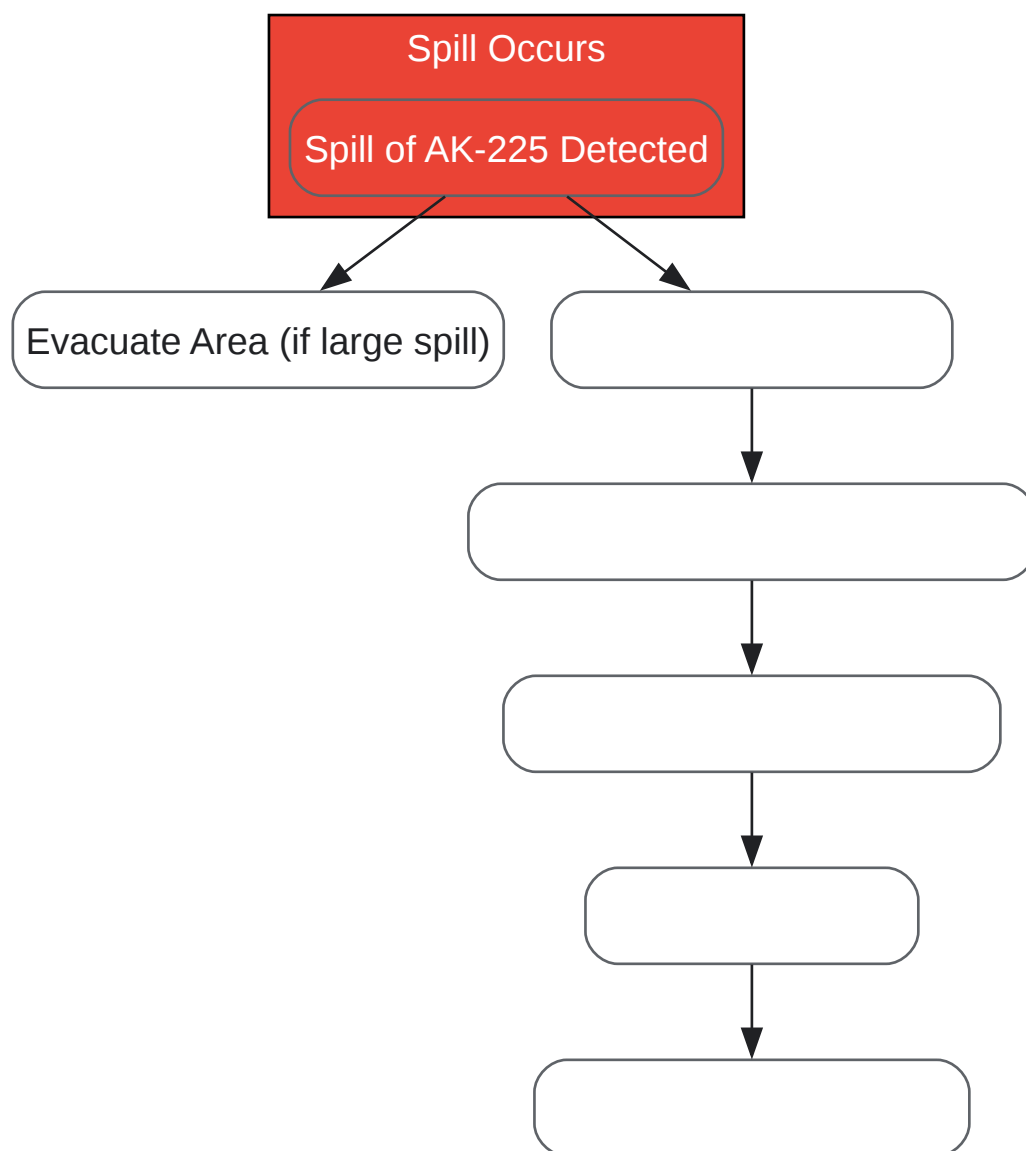 Spill Occurs
Spill of AK-225 Detected
Evacuate Area (if large spill)